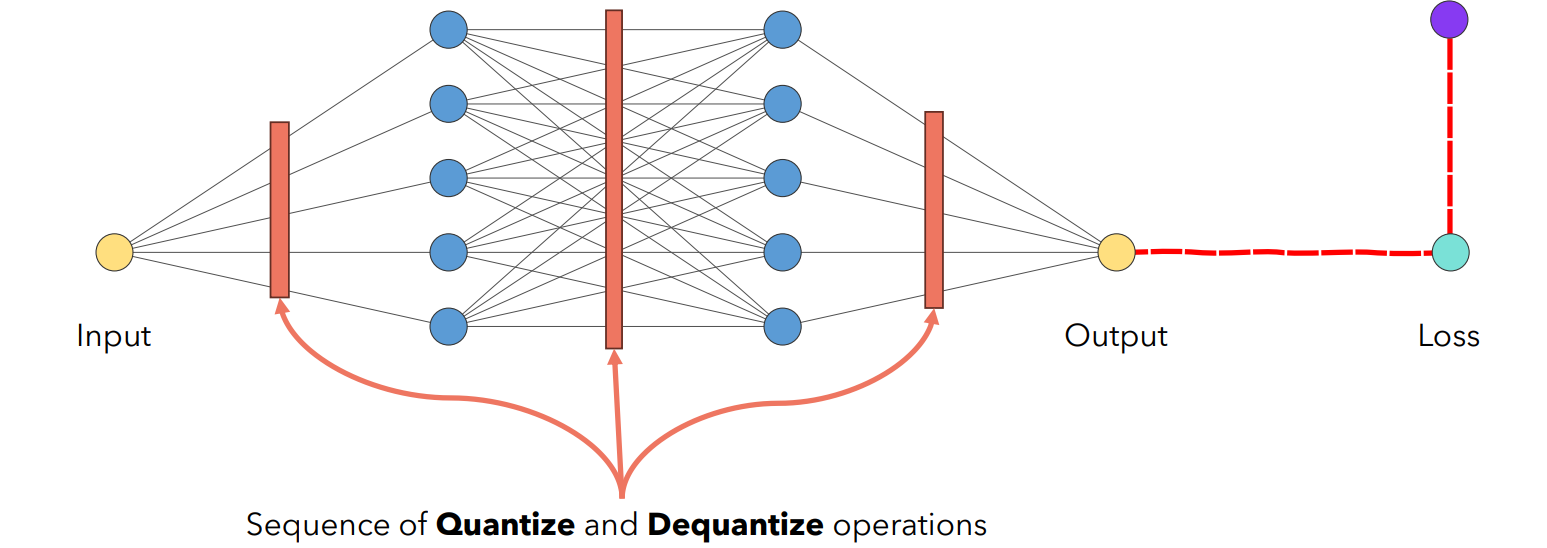 Input
Output
Loss
Sequence of Quantize and Dequantize operations